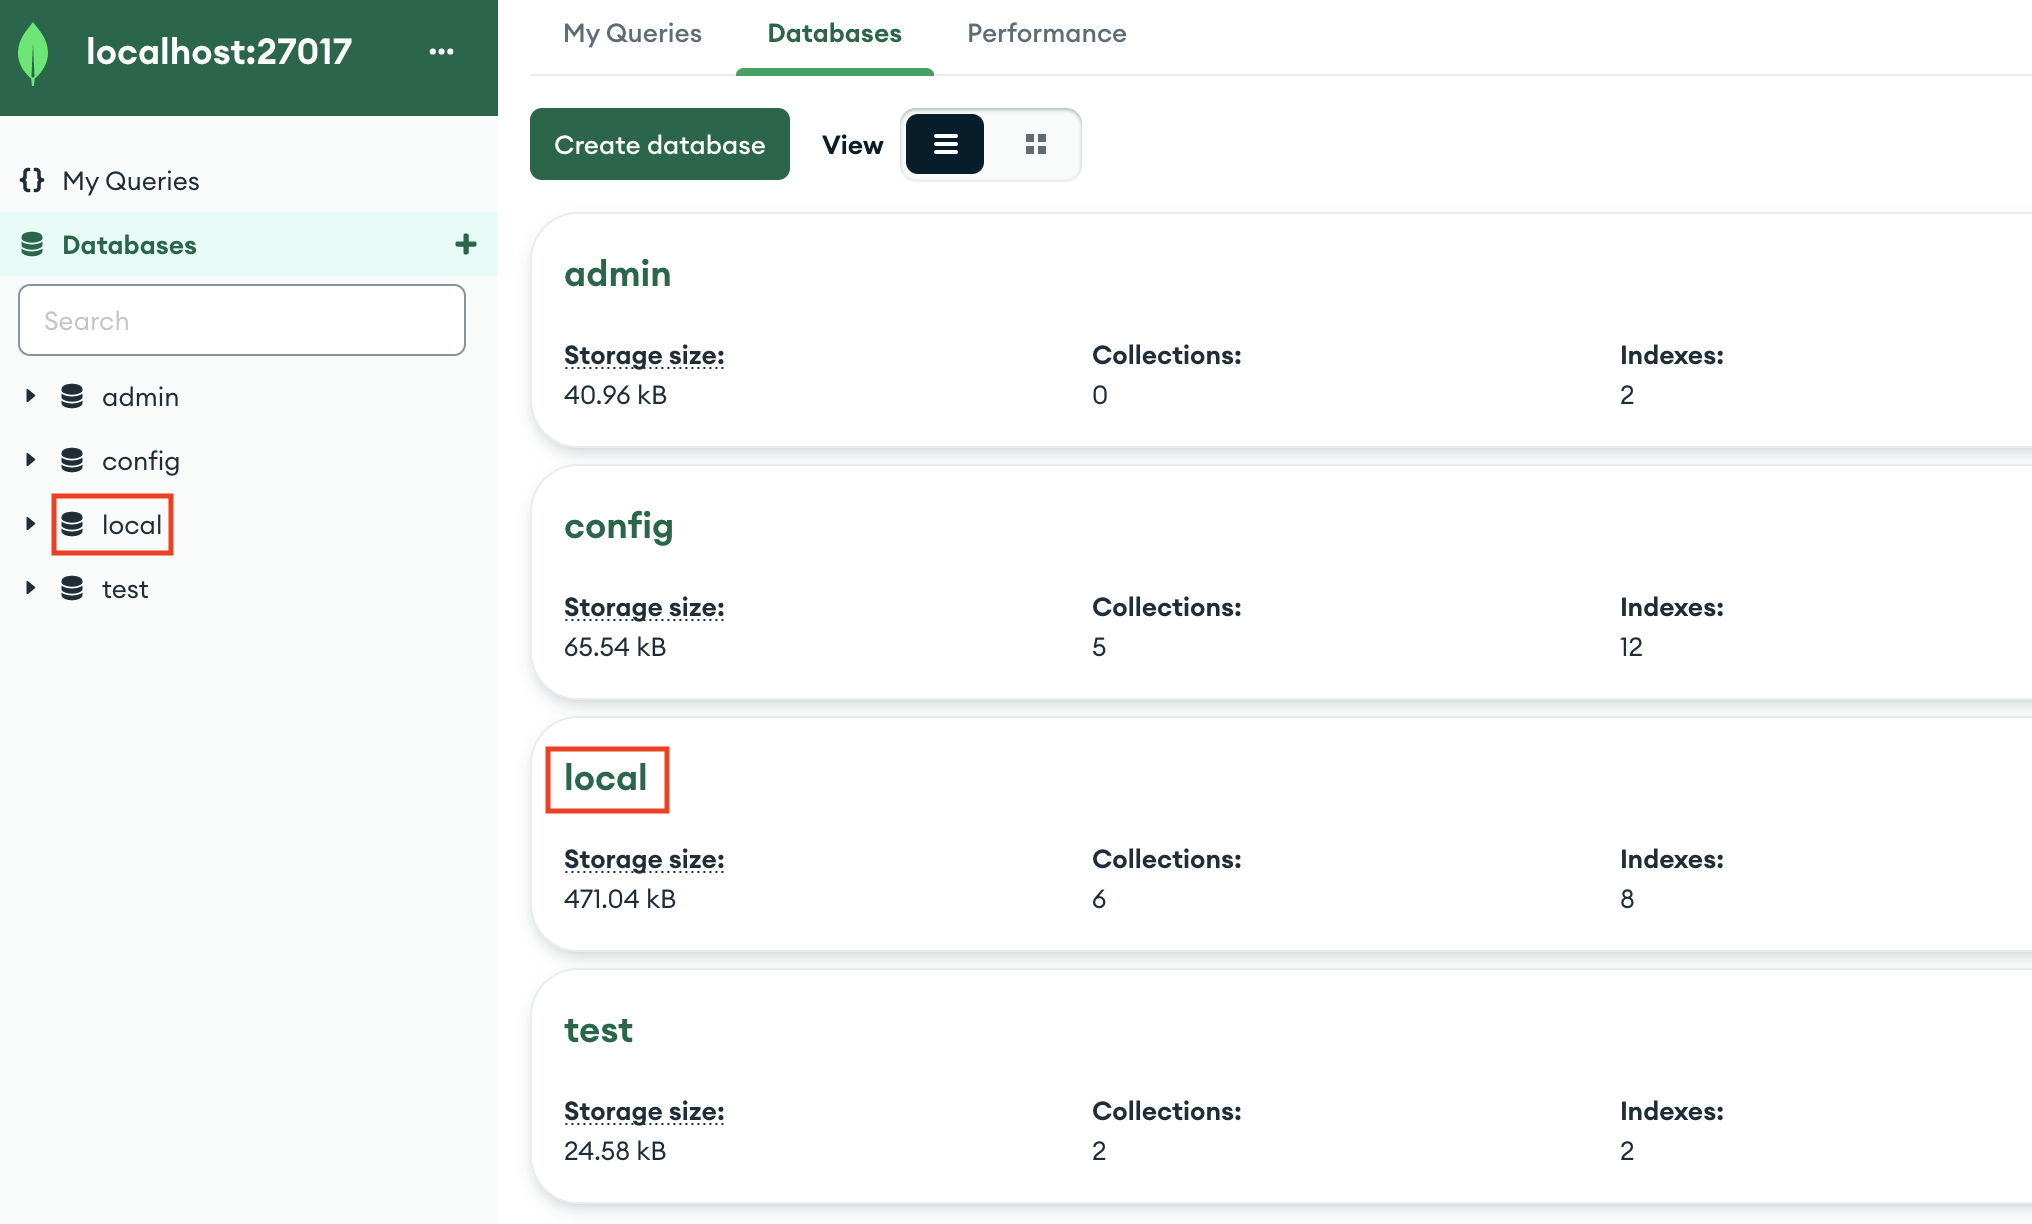 localhost:27017
My Queries
Databases
Search
admin
config
local
test
My Queries Databases Performance
Create database View
admin
Storage size: Collections: Indexes:
40.96 kB 0 2
config
Storage size: Collections: Indexes:
65.54 kB 5 12
local
Storage size: Collections: Indexes:
471.04 kB 6 8
test
Storage size: Collections: Indexes:
24.58 kB 2 2